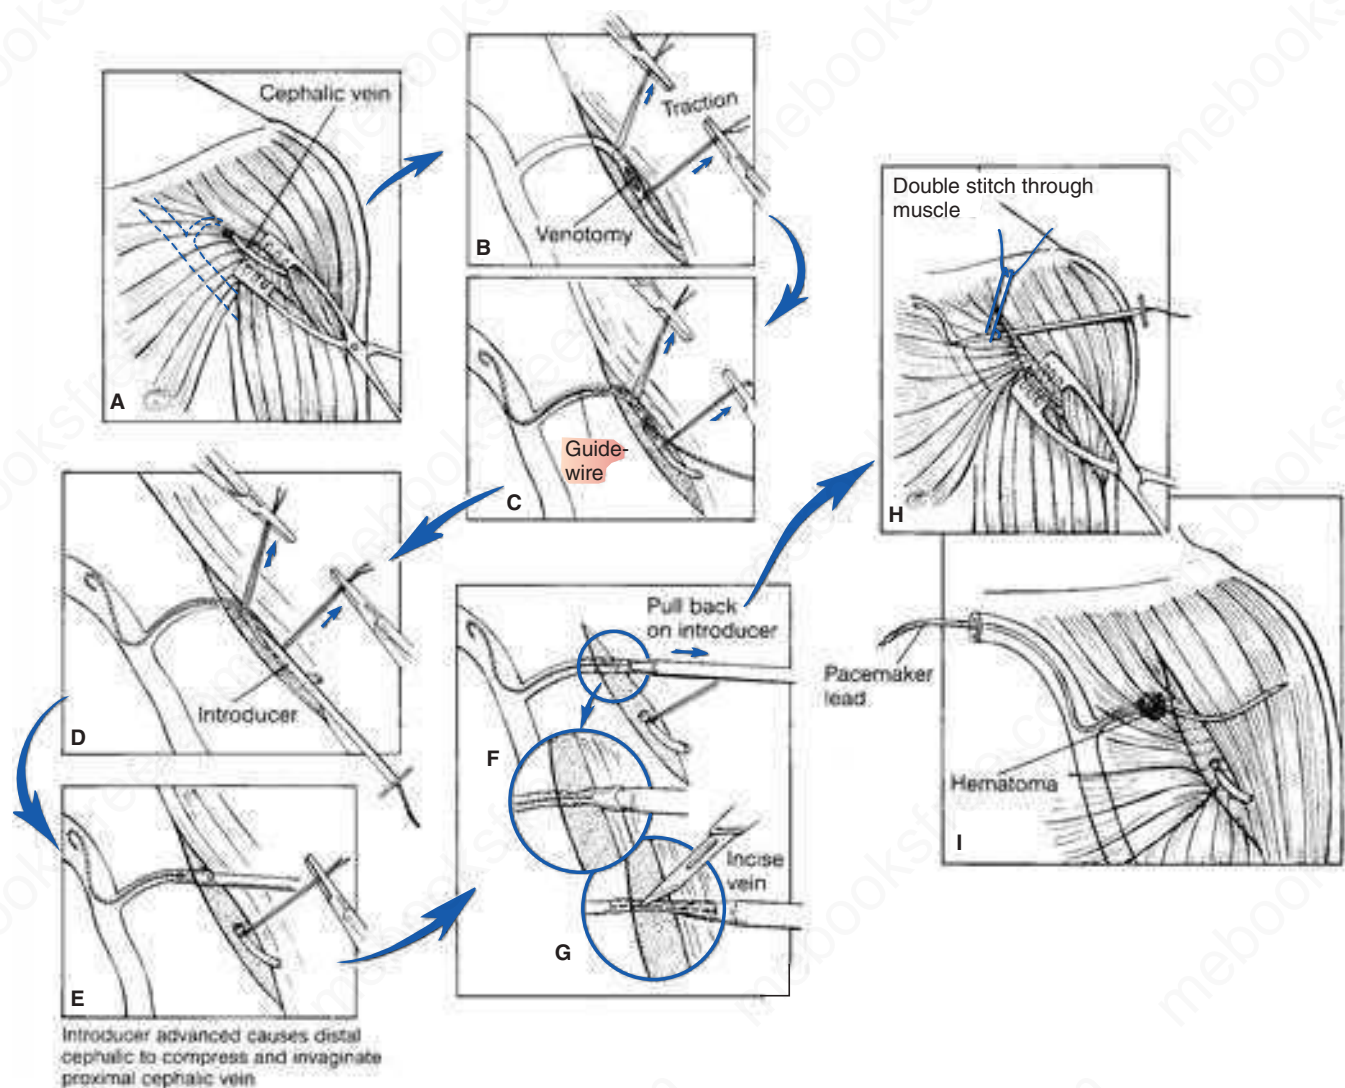 Cephalic vein
A
Traction
Venotomy
B
Guide-
wire
C
Introducer
D
E
Introducer advanced causes distal
cephalic to compress and invaginate
proximal cephalic vein
Pull back
on introducer
F
Incise
vein
G
Double stitch through
muscle
H
Pacemaker
lead
Hematoma
I